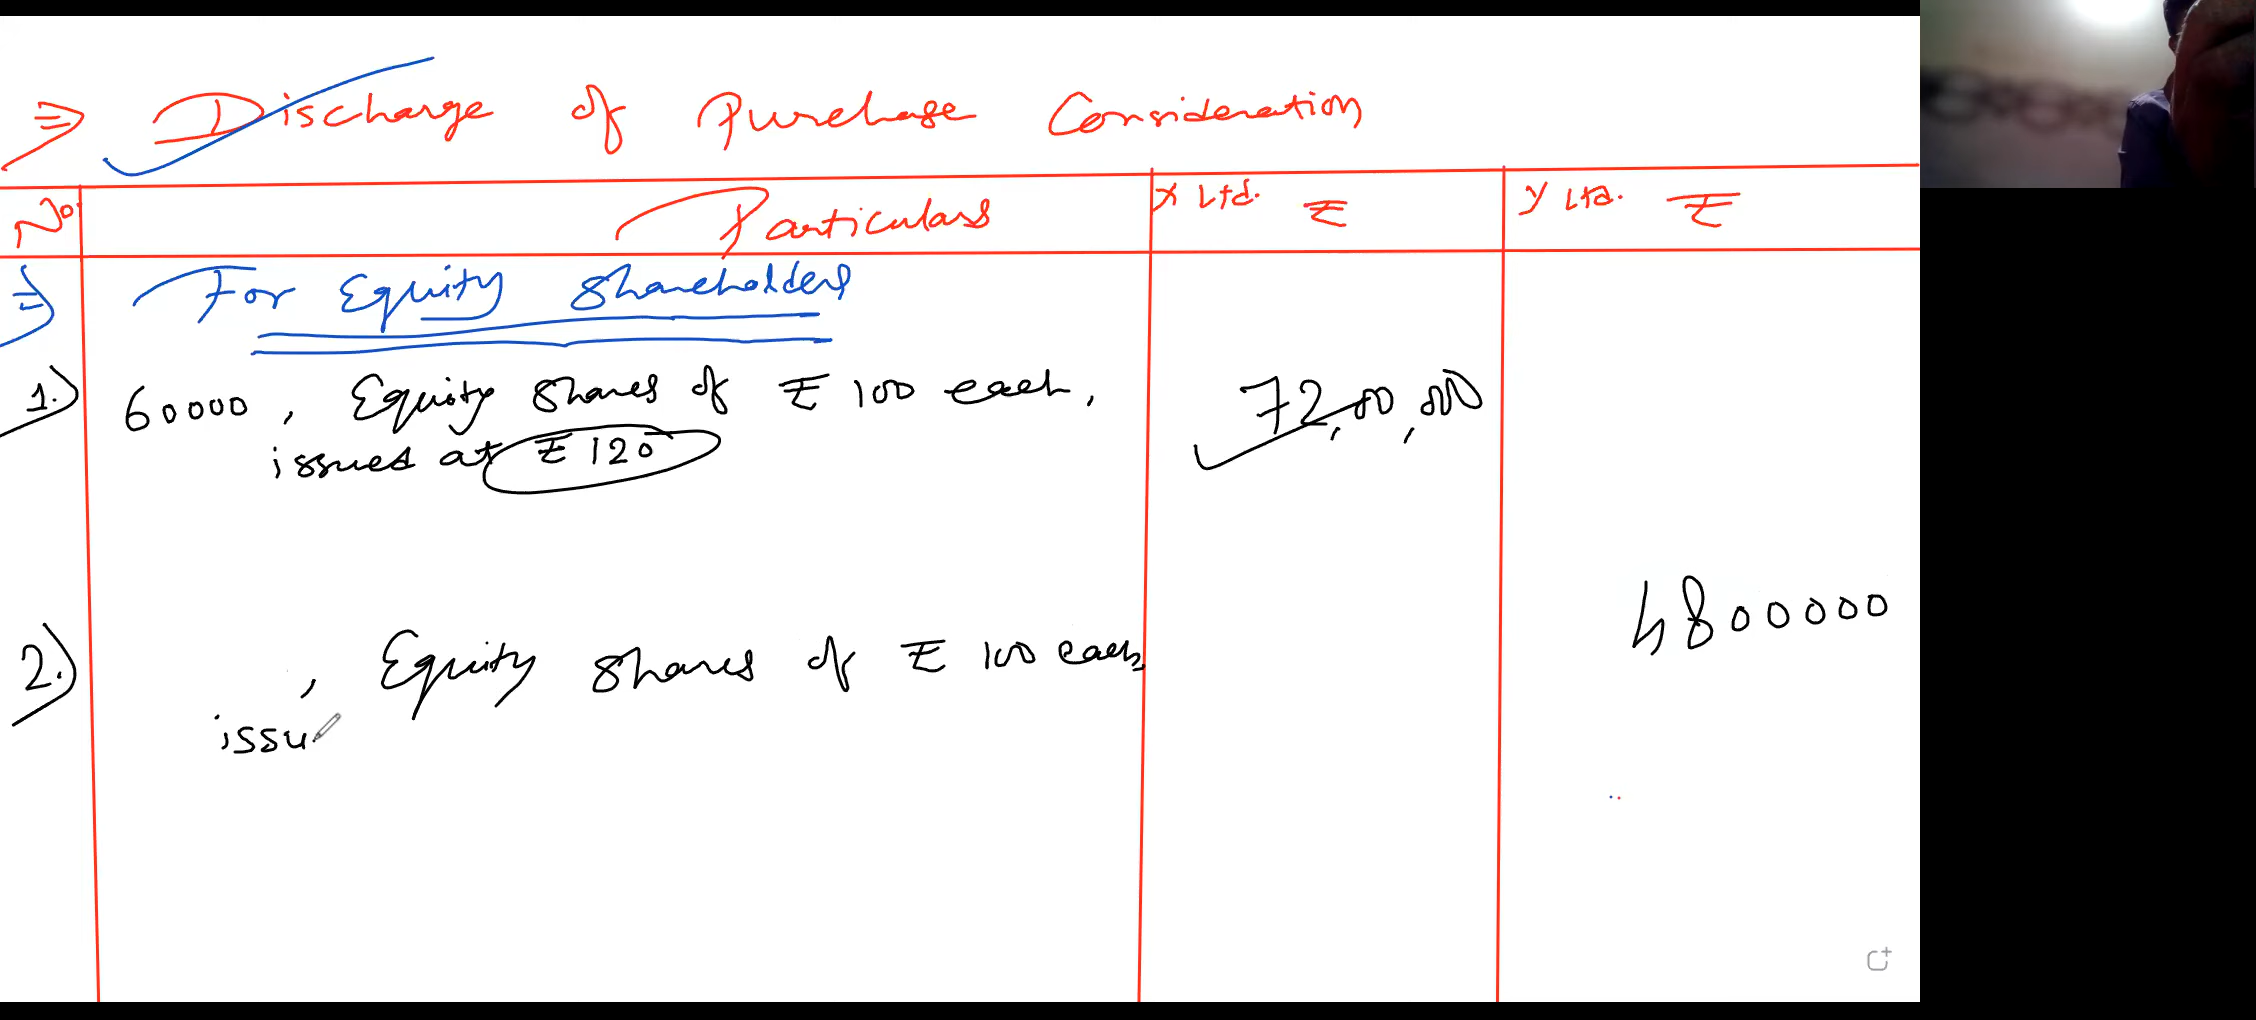 ⇒ Discharge of Purchase Consideration
No. Particulars X Ltd. ₹ Y Ltd. ₹
⇒ For Equity Shareholders
1.) 60000, Equity Shares of ₹ 100 each, 72,00,000
issued at ₹ 120
4800000
2.) , Equity Shares of ₹ 100 each,
issu